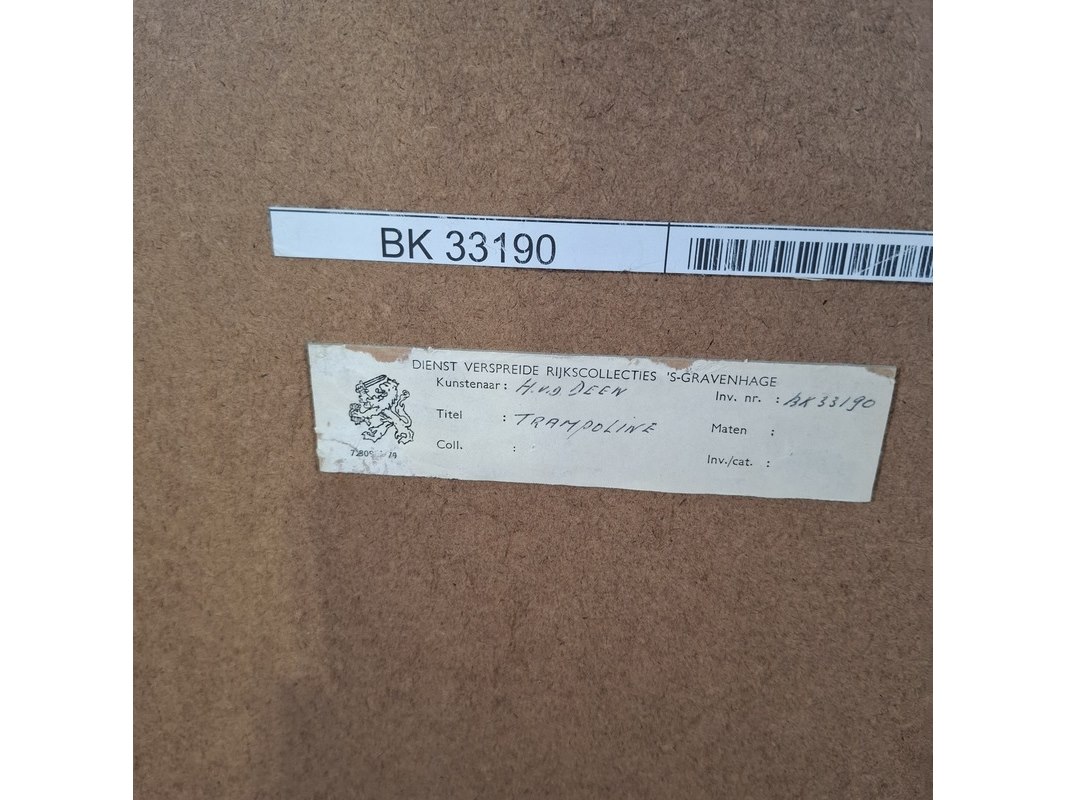 BK 33190
DIENST VERSPREIDE RIJKSCOLLECTIES 'S-GRAVENHAGE
Kunstenaar: H.v.d DEEN
Inv. nr. : BK 33190
Titel : TRAMPOLINE
Maten :
Coll. :
Inv./cat. :